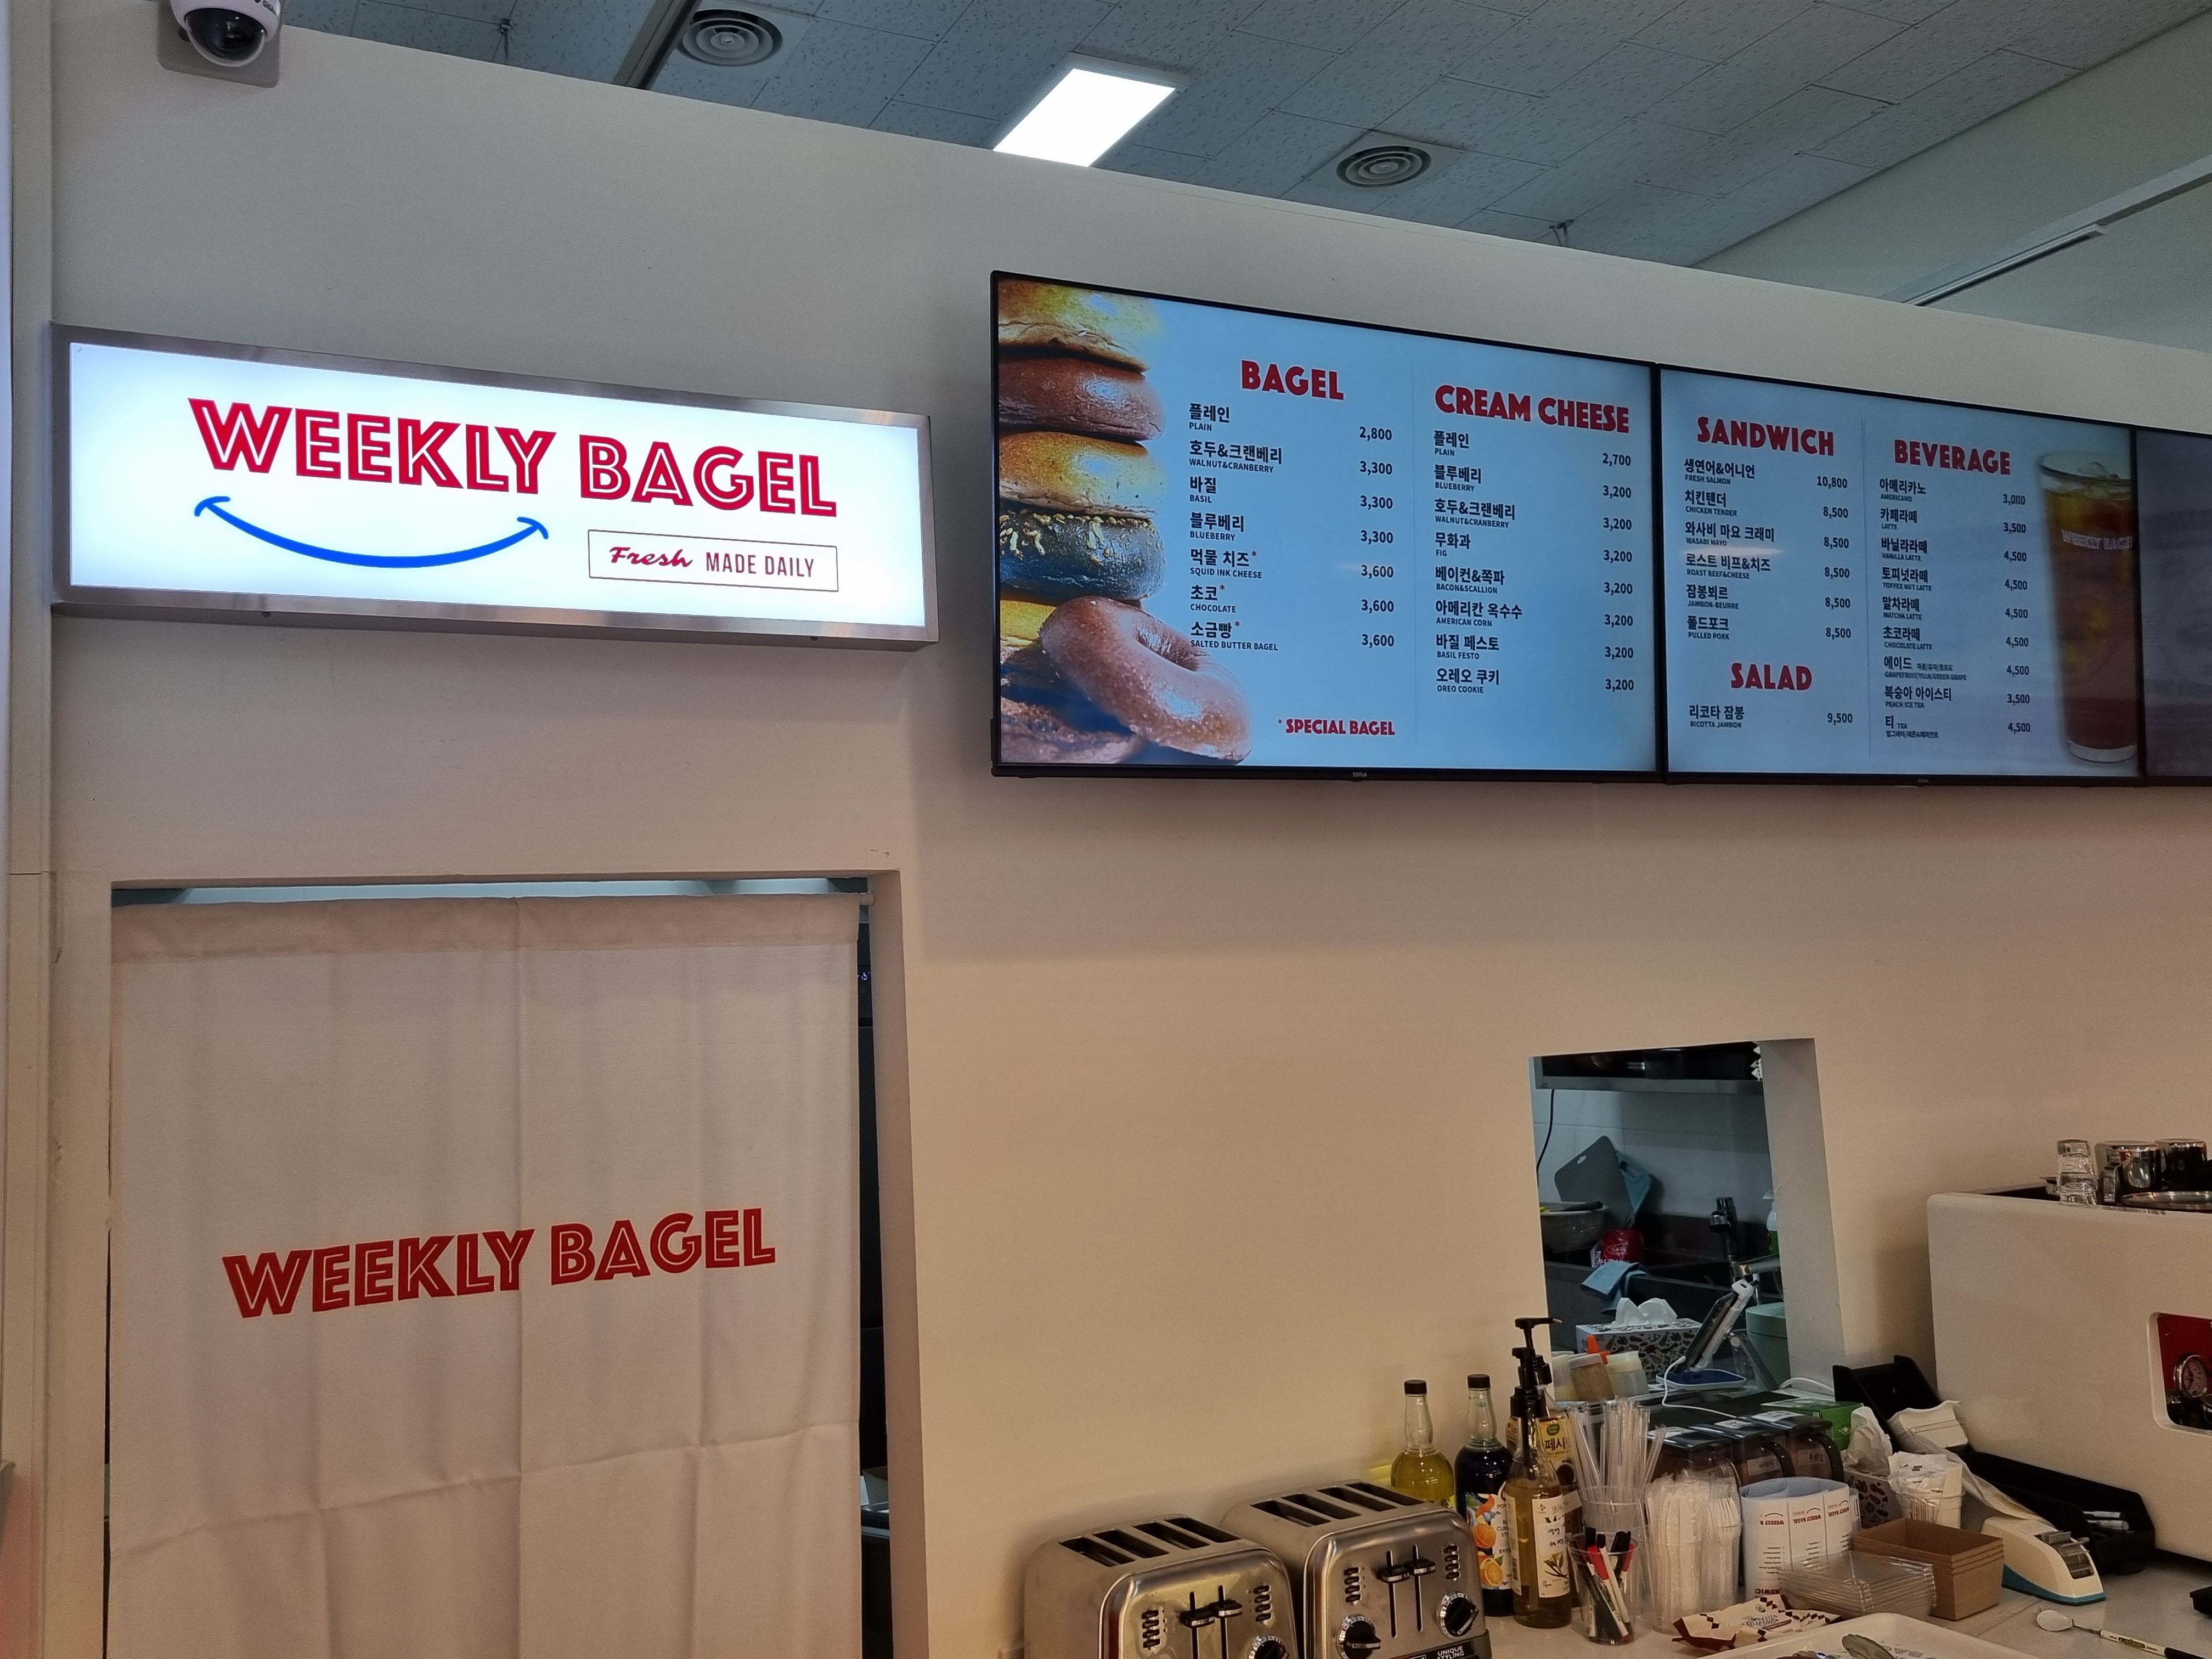 WEEKLY BAGEL
Fresh MADE DAILY
BAGEL
플레인 2,800
PLAIN
호두&크랜베리 3,300
WALNUT&CRANBERRY
바질 3,300
BASIL
블루베리 3,300
BLUEBERRY
먹물 치즈* 3,600
SQUID INK CHEESE
초코* 3,600
CHOCOLATE
소금빵* 3,600
SALTED BUTTER BAGEL
* SPECIAL BAGEL
CREAM CHEESE
플레인 2,700
PLAIN
블루베리 3,200
BLUEBERRY
호두&크랜베리 3,200
WALNUT&CRANBERRY
무화과 3,200
FIG
베이컨&쪽파 3,200
BACON&SCALLION
아메리칸 옥수수 3,200
AMERICAN CORN
바질 페스토 3,200
BASIL FESTO
오레오 쿠키 3,200
OREO COOKIE
SANDWICH
생연어&어니언 10,800
FRESH SALMON
치킨텐더 8,500
CHICKEN TENDER
와사비 마요 크래미 8,500
WASABI MAYO
로스트 비프&치즈 8,500
ROAST BEEF&CHEESE
잠봉뵈르 8,500
JAMBON-BEURRE
풀드포크 8,500
PULLED PORK
SALAD
리코타 잠봉 9,500
RICOTTA JAMBON
BEVERAGE
아메리카노 3,000
AMERICANO
카페라떼 3,500
LATTE
바닐라라떼 4,500
VANILLA LATTE
토피넛라떼 4,500
TOFFEE NUT LATTE
말차라떼 4,500
MATCHA LATTE
초코라떼 4,500
CHOCOLATE LATTE
에이드 4,500
복숭아 아이스티 3,500
PEACH ICE TEA
티 TEA 4,500
WEEKLY BAGEL
WEEKLY BAGEL
UNIQUE
STYLING